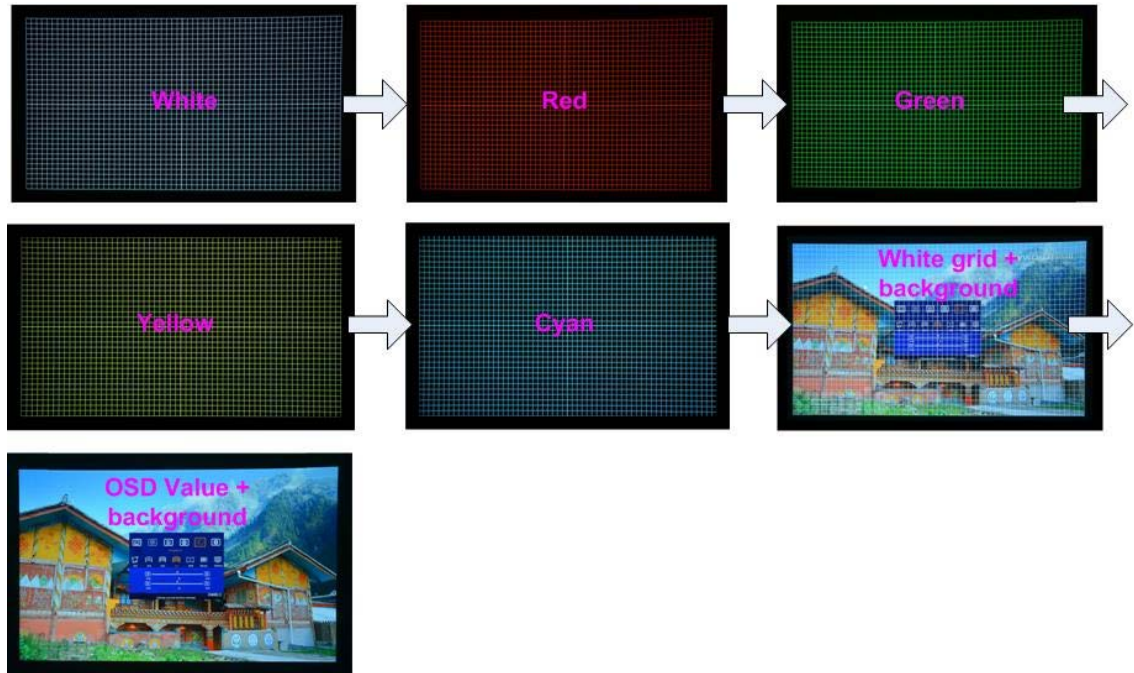 White
Red
Green
Yellow
Cyan
White grid +
background
OSD Value +
background